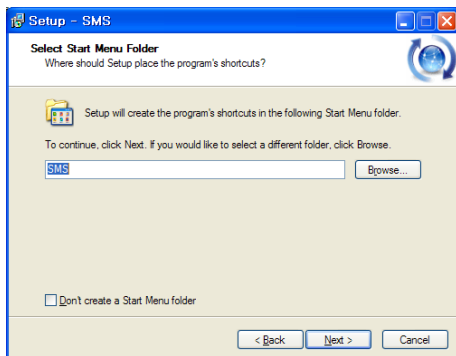 Setup - SMS
Select Start Menu Folder
Where should Setup place the program's shortcuts?
Setup will create the program's shortcuts in the following Start Menu folder.
To continue, click Next. If you would like to select a different folder, click Browse.
SMS
Browse...
Don't create a Start Menu folder
< Back
Next >
Cancel